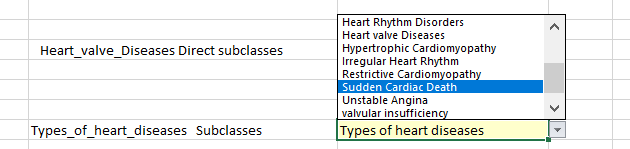 Heart Rhythm Disorders
Heart valve Diseases
Hypertrophic Cardiomyopathy
Heart_valve_Diseases Direct subclasses
Irregular Heart Rhythm
Restrictive Cardiomyopathy
Sudden Cardiac Death
Unstable Angina
valvular insufficiency
Types_of_heart_diseases Subclasses
Types of heart diseases